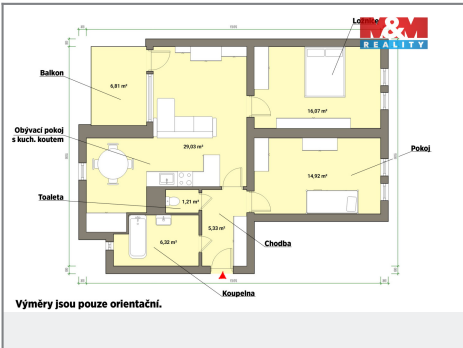 Ložnice
M&M
REALITY
Balkon
6,81 m²
16,07 m²
Obývací pokoj
s kuch. koutem
29,03 m²
Pokoj
14,92 m²
Toaleta
1,21 m²
5,33 m²
Chodba
6,32 m²
Koupelna
Výměry jsou pouze orientační.